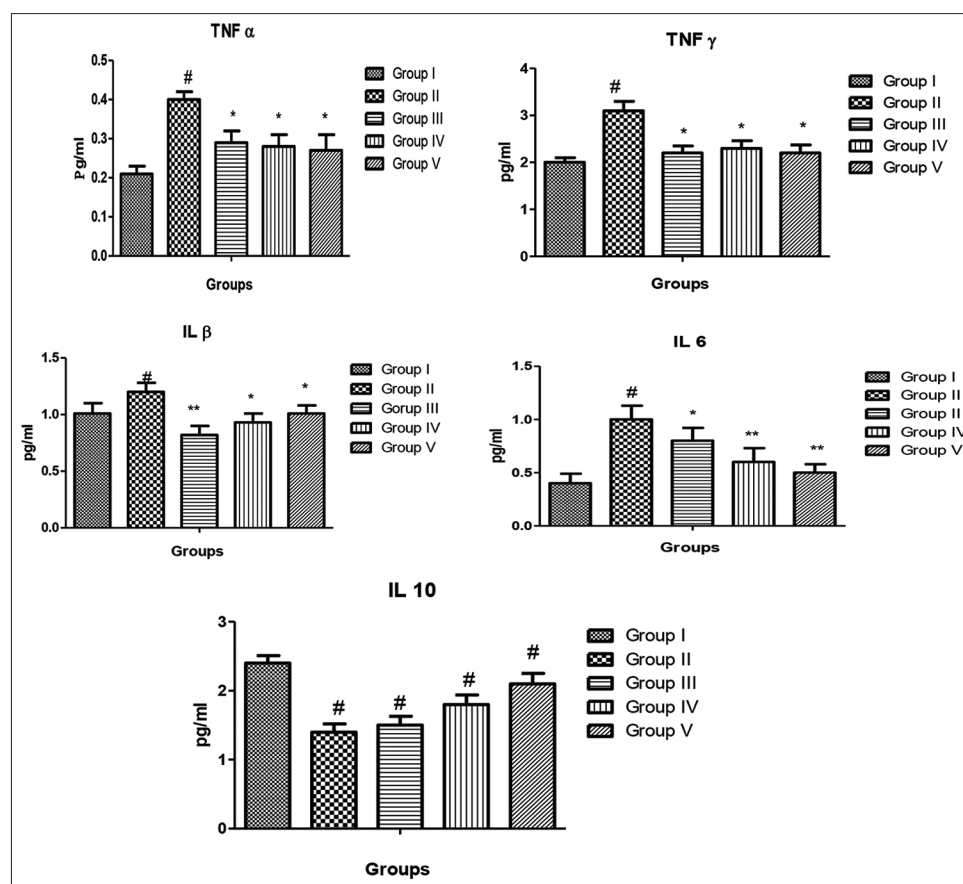 TNF α
0.5
0.4
0.3
0.2
0.1
0.0
P g/ml
#
*
*
*
Groups
Group I
Group II
Group III
Group IV
Group V
TNF γ
4
3
2
1
0
pg/ml
#
*
*
*
Groups
Group I
Group II
Group III
Group IV
Group V
IL β
1.5
1.0
0.5
0.0
pg/ml
#
**
*
*
Groups
Group I
Group II
Gorup III
Group IV
Group V
IL 6
1.5
1.0
0.5
0.0
pg/ml
#
*
**
**
Groups
Group I
Group II
Group II
Group IV
Group V
IL 10
3
2
1
0
pg/ml
#
#
#
#
Groups
Group I
Group II
Group III
Group IV
Group V